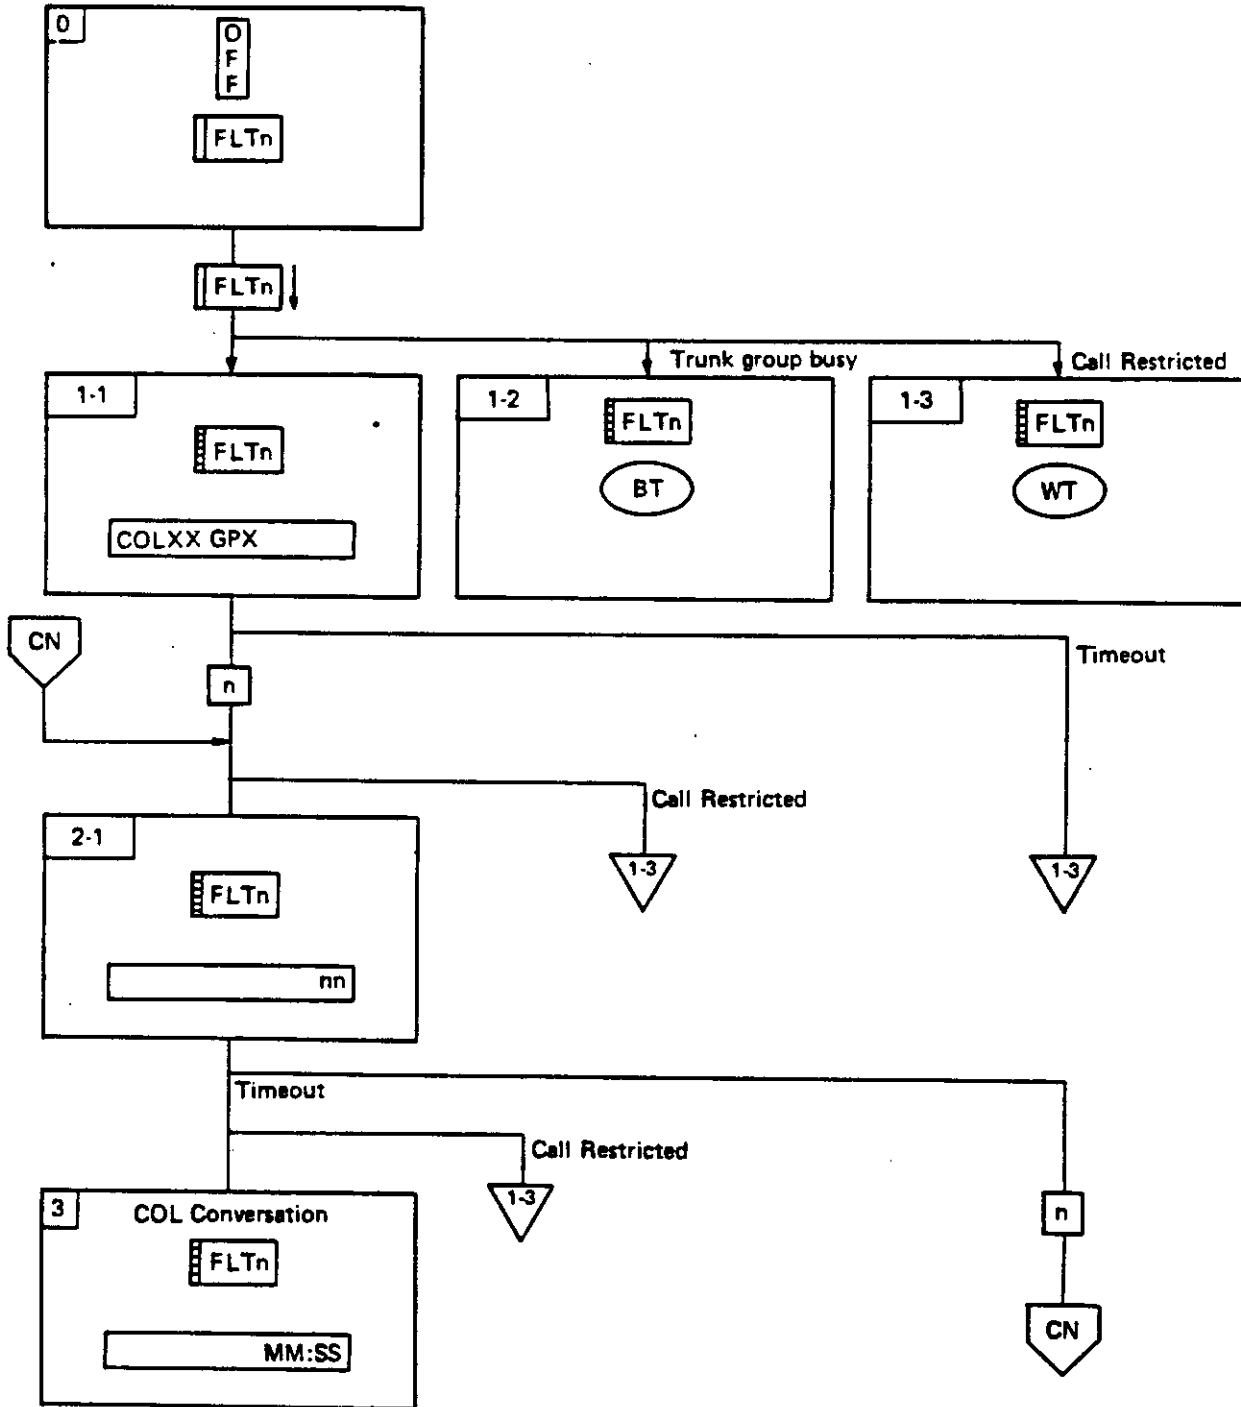 0
O
F
F
FLTn
FLTn
Trunk group busy
Call Restricted
1-1
FLTn
COLXX GPX
1-2
FLTn
BT
1-3
FLTn
WT
CN
n
Timeout
Call Restricted
1-3
1-3
2-1
FLTn
nn
Timeout
Call Restricted
1-3
n
CN
3
COL Conversation
FLTn
MM:SS